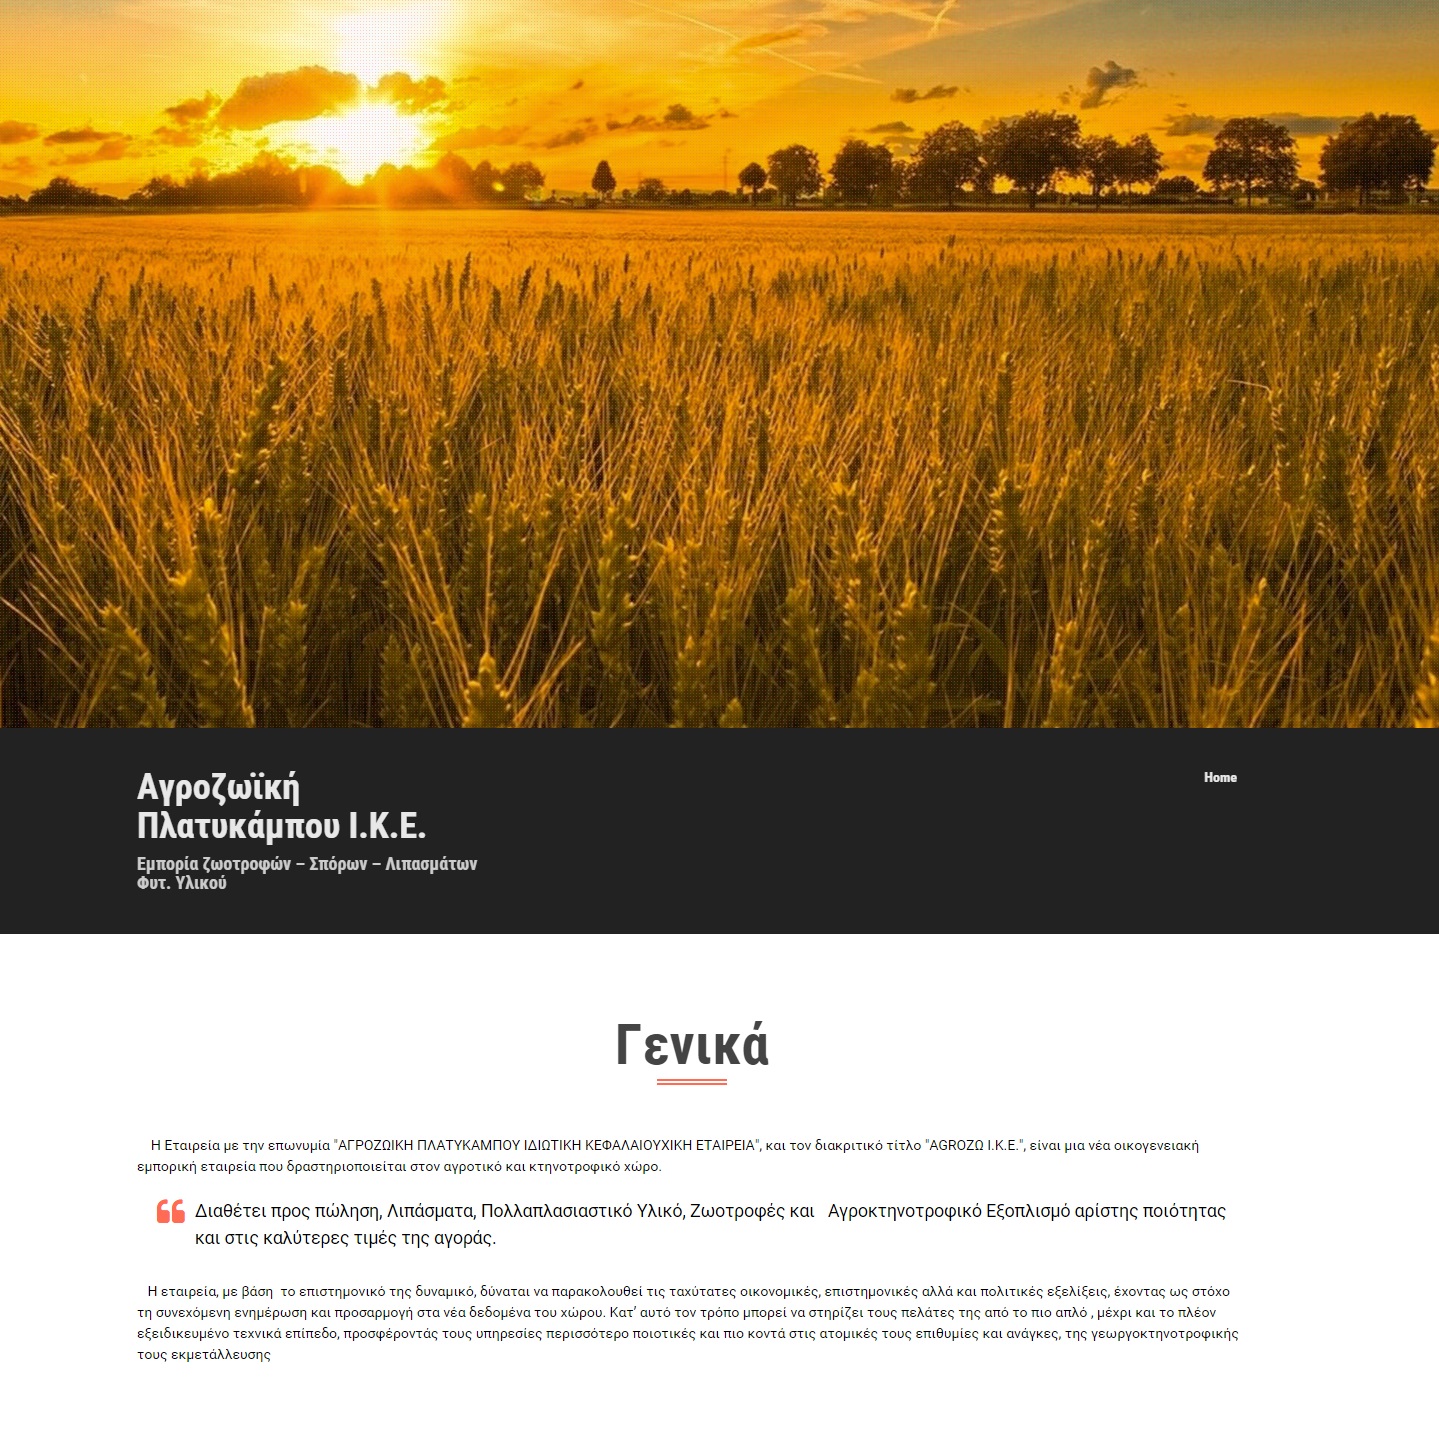 Αγροζωϊκή
Πλατυκάμπου Ι.Κ.Ε.
Εμπορία ζωοτροφών – Σπόρων – Λιπασμάτων
Φυτ. Υλικού
Home
Γενικά
Η Εταιρεία με την επωνυμία "ΑΓΡΟΖΩΙΚΗ ΠΛΑΤΥΚΑΜΠΟΥ ΙΔΙΩΤΙΚΗ ΚΕΦΑΛΑΙΟΥΧΙΚΗ ΕΤΑΙΡΕΙΑ", και τον διακριτικό τίτλο "AGROΖΩ Ι.Κ.Ε.", είναι μια νέα οικογενειακή
εμπορική εταιρεία που δραστηριοποιείται στον αγροτικό και κτηνοτροφικό χώρο.
Διαθέτει προς πώληση, Λιπάσματα, Πολλαπλασιαστικό Υλικό, Ζωοτροφές και Αγροκτηνοτροφικό Εξοπλισμό αρίστης ποιότητας
και στις καλύτερες τιμές της αγοράς.
Η εταιρεία, με βάση το επιστημονικό της δυναμικό, δύναται να παρακολουθεί τις ταχύτατες οικονομικές, επιστημονικές αλλά και πολιτικές εξελίξεις, έχοντας ως στόχο
τη συνεχόμενη ενημέρωση και προσαρμογή στα νέα δεδομένα του χώρου. Κατ’ αυτό τον τρόπο μπορεί να στηρίζει τους πελάτες της από το πιο απλό , μέχρι και το πλέον
εξειδικευμένο τεχνικά επίπεδο, προσφέροντάς τους υπηρεσίες περισσότερο ποιοτικές και πιο κοντά στις ατομικές τους επιθυμίες και ανάγκες, της γεωργοκτηνοτροφικής
τους εκμετάλλευσης